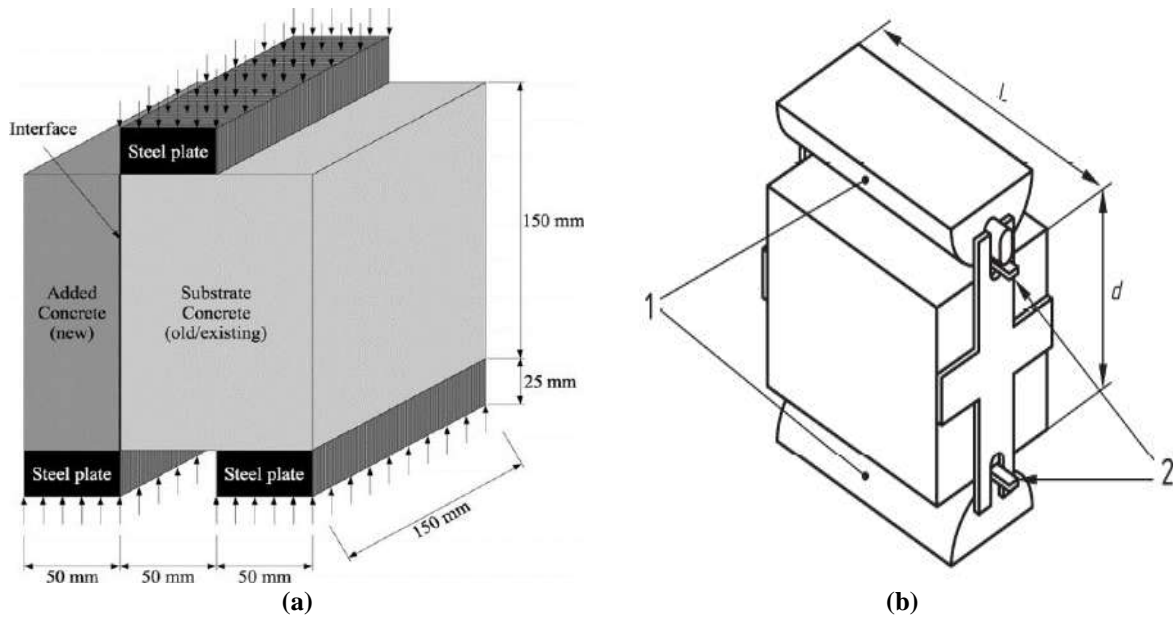 Interface
Steel plate
Added
Concrete
(new)
Substrate
Concrete
(old/existing)
150 mm
25 mm
Steel plate
Steel plate
150 mm
50 mm
50 mm
50 mm
(a)
L
d
1
2
(b)